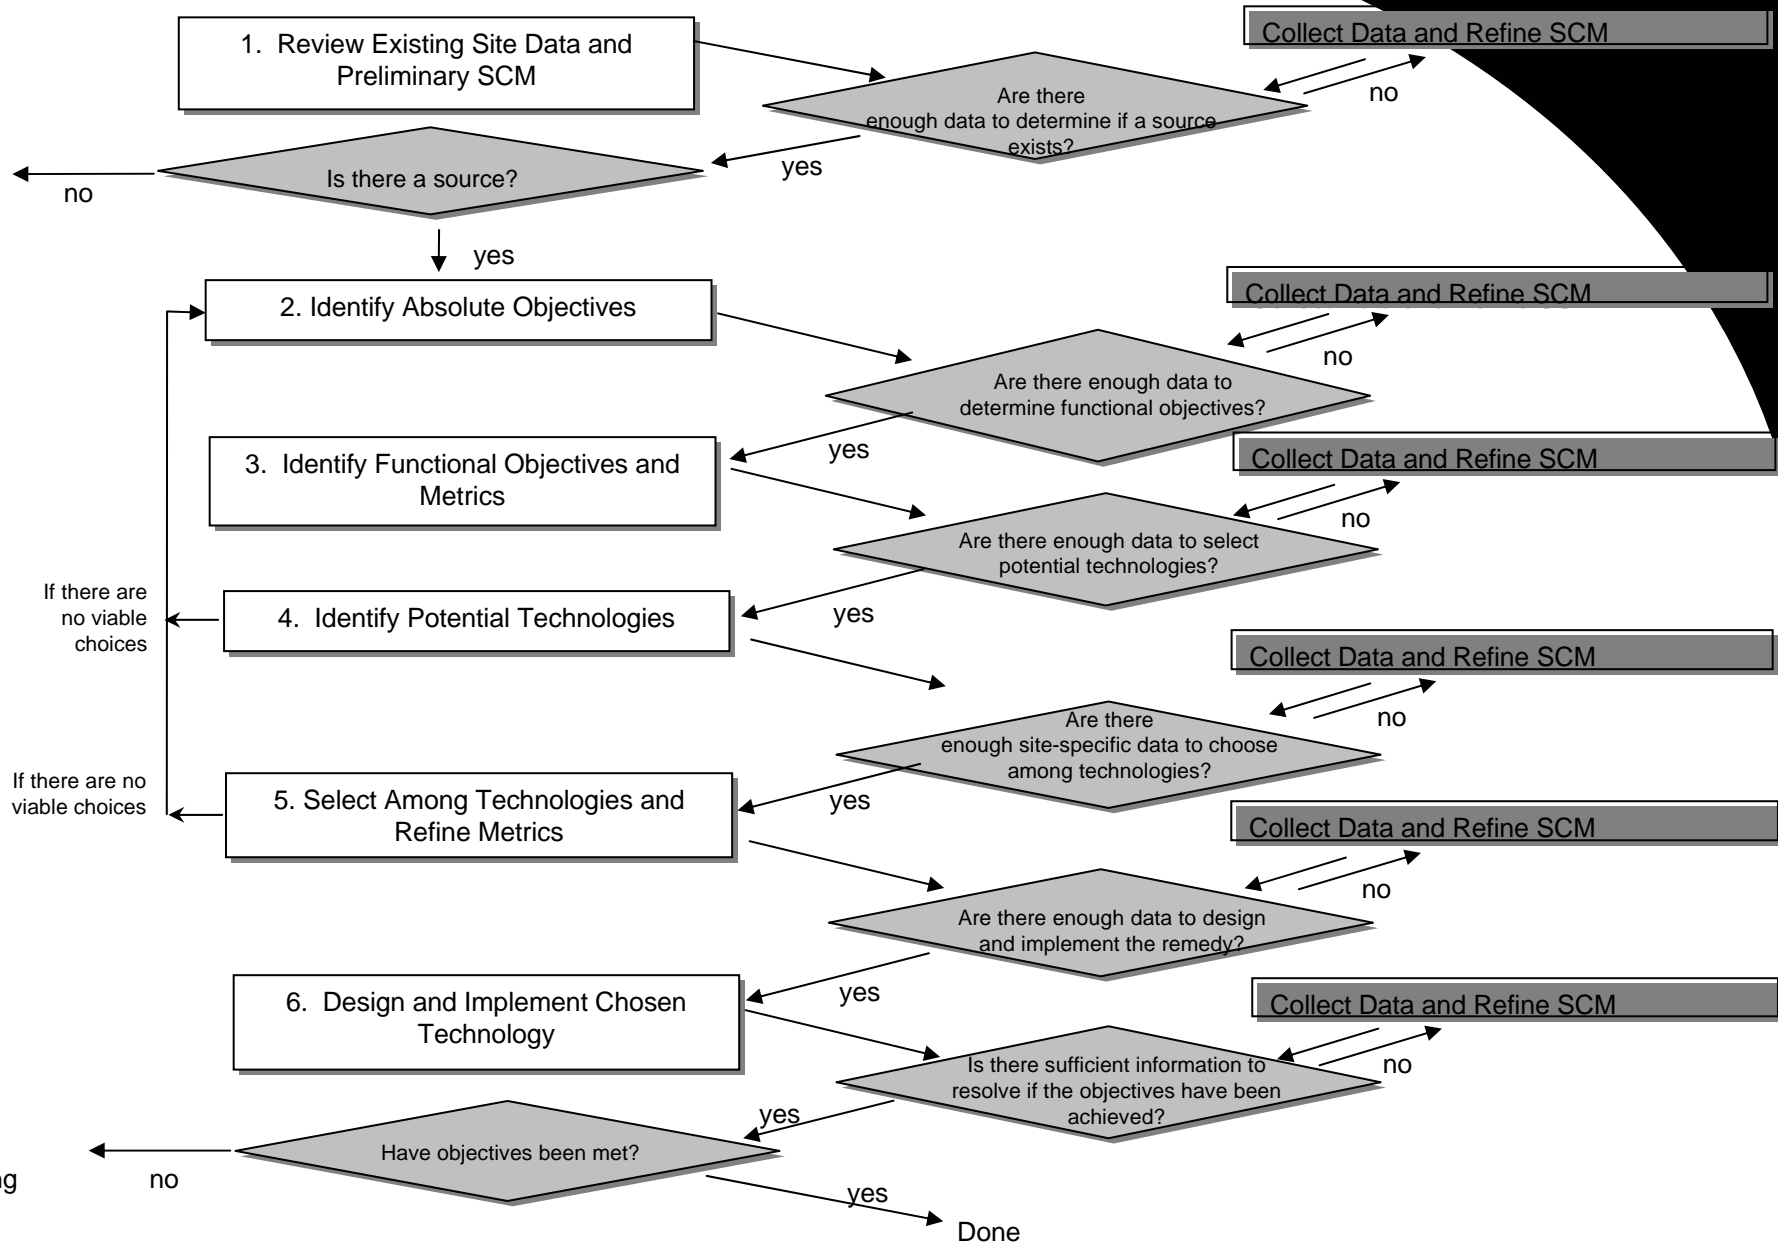 1. Review Existing Site Data and
Preliminary SCM
Collect Data and Refine SCM
Are there
enough data to determine if a source
exists?
no
yes
Is there a source?
no
yes
2. Identify Absolute Objectives
Collect Data and Refine SCM
no
Are there enough data to
determine functional objectives?
yes
3. Identify Functional Objectives and
Metrics
Collect Data and Refine SCM
no
Are there enough data to select
potential technologies?
yes
If there are
no viable
choices
4. Identify Potential Technologies
Collect Data and Refine SCM
no
Are there
enough site-specific data to choose
among technologies?
yes
If there are no
viable choices
5. Select Among Technologies and
Refine Metrics
Collect Data and Refine SCM
no
Are there enough data to design
and implement the remedy?
yes
6. Design and Implement Chosen
Technology
Collect Data and Refine SCM
no
Is there sufficient information to
resolve if the objectives have been
achieved?
yes
Have objectives been met?
no
yes
Done